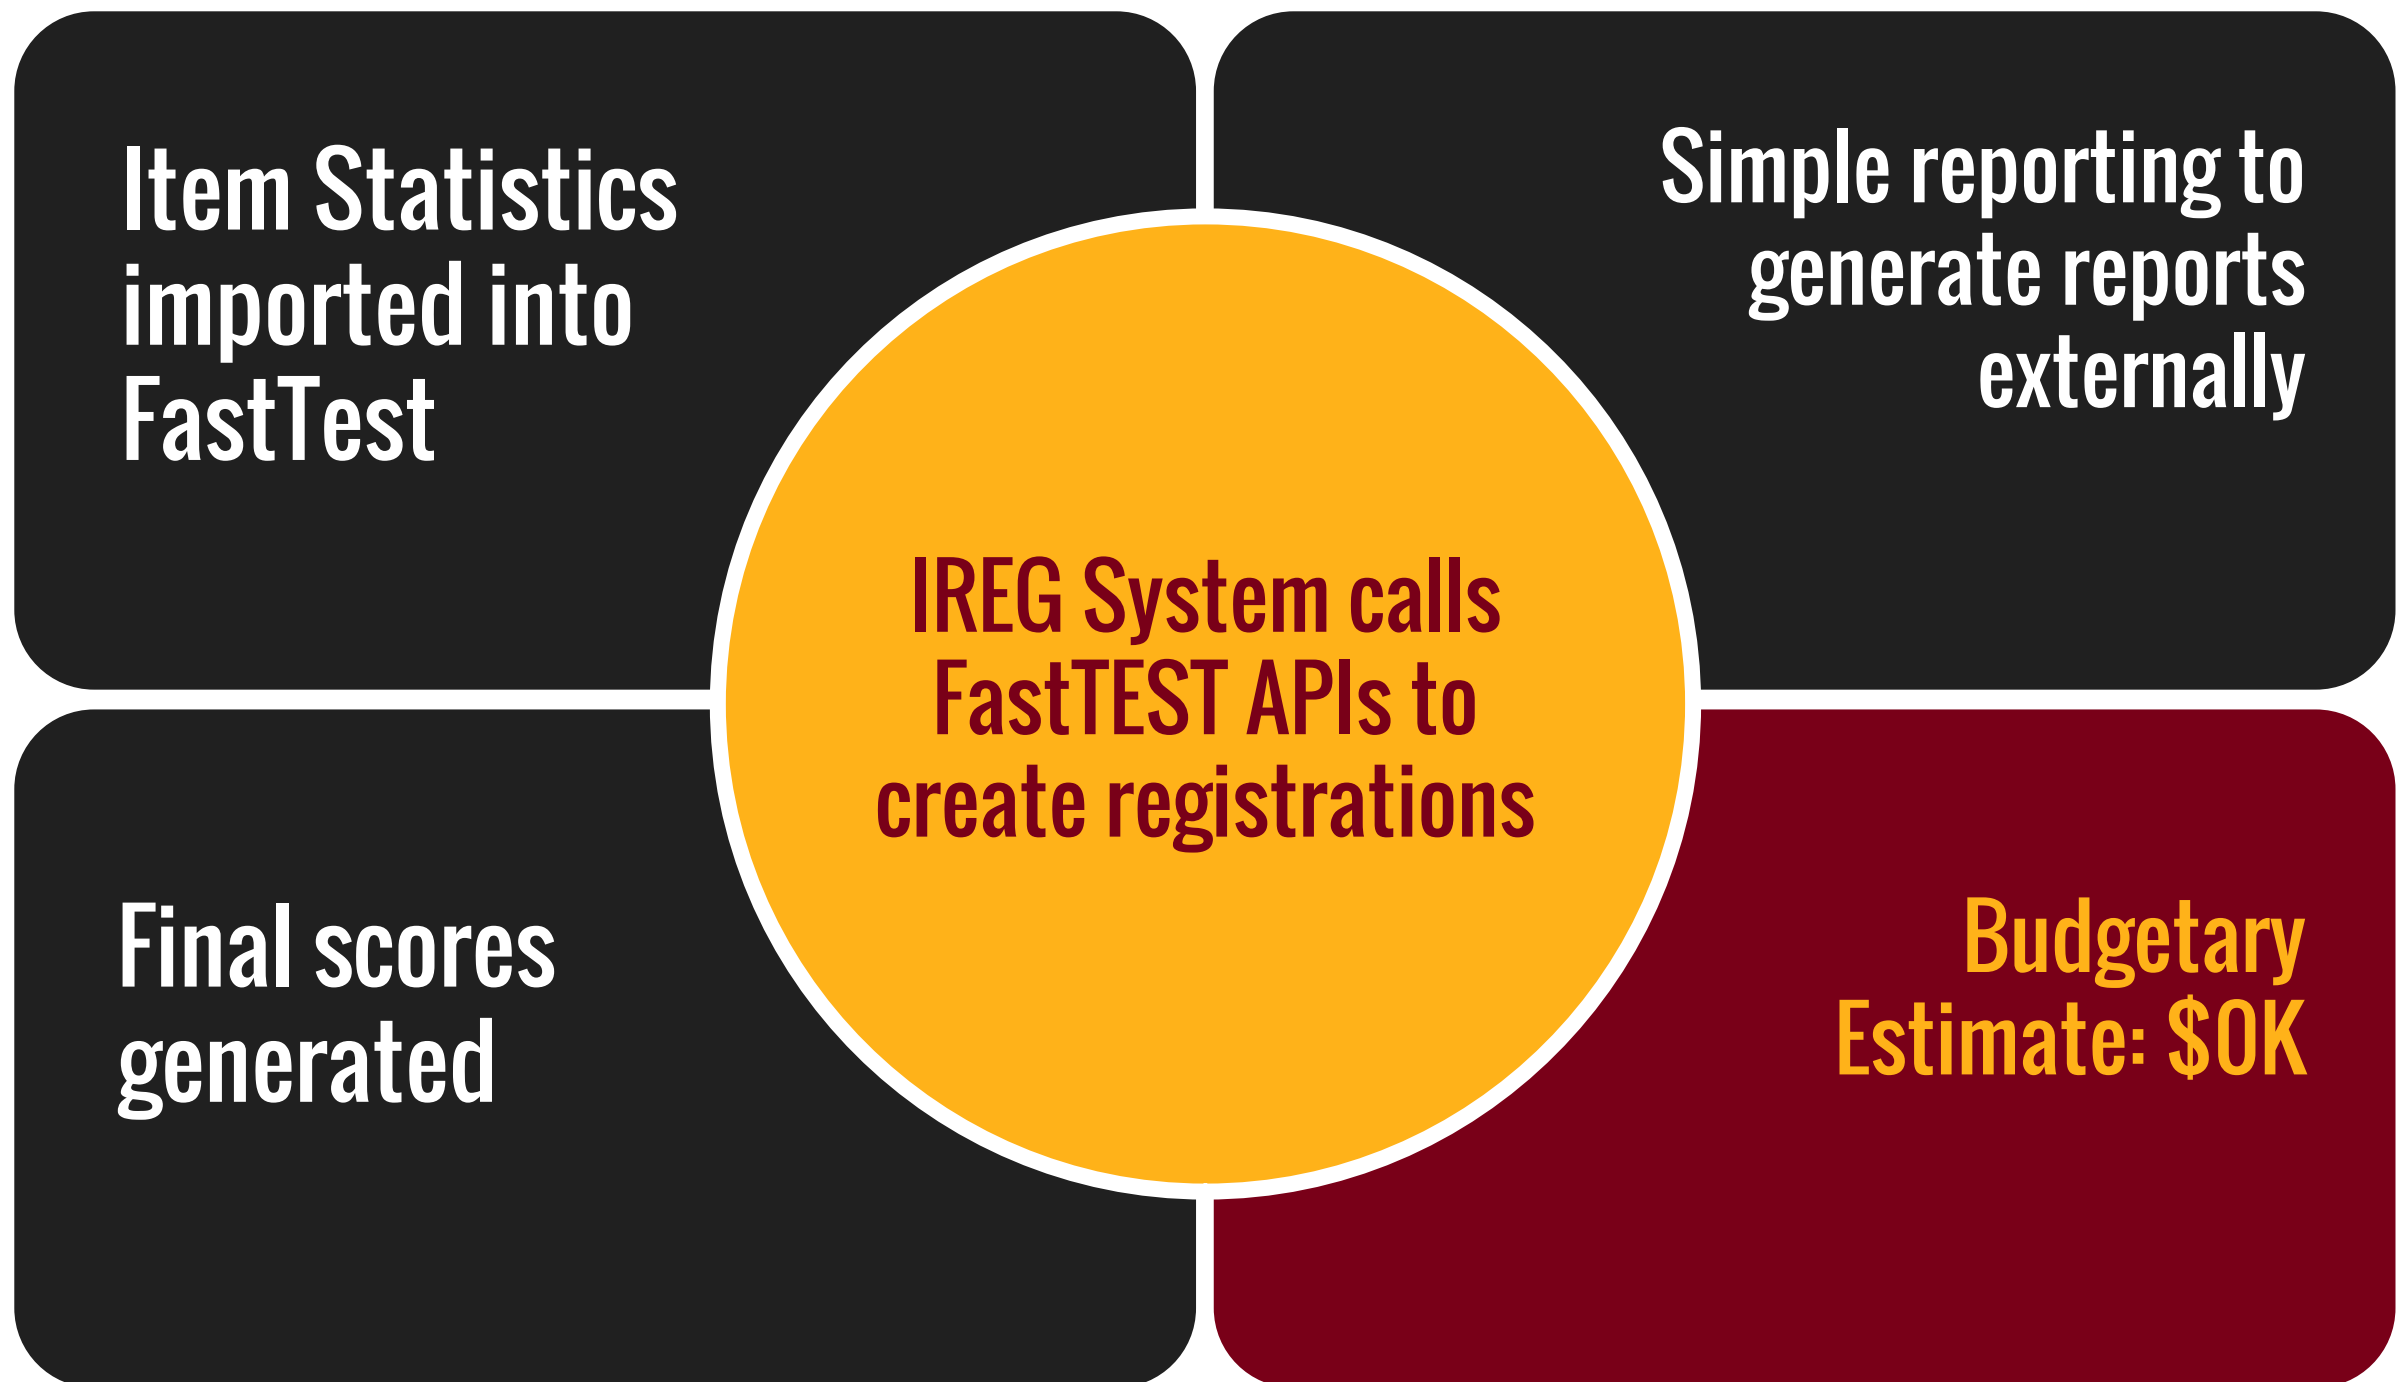 Item Statistics
imported into
FastTest
Simple reporting to
generate reports
externally
IREG System calls
FastTEST APIs to
create registrations
Final scores
generated
Budgetary
Estimate: $0K